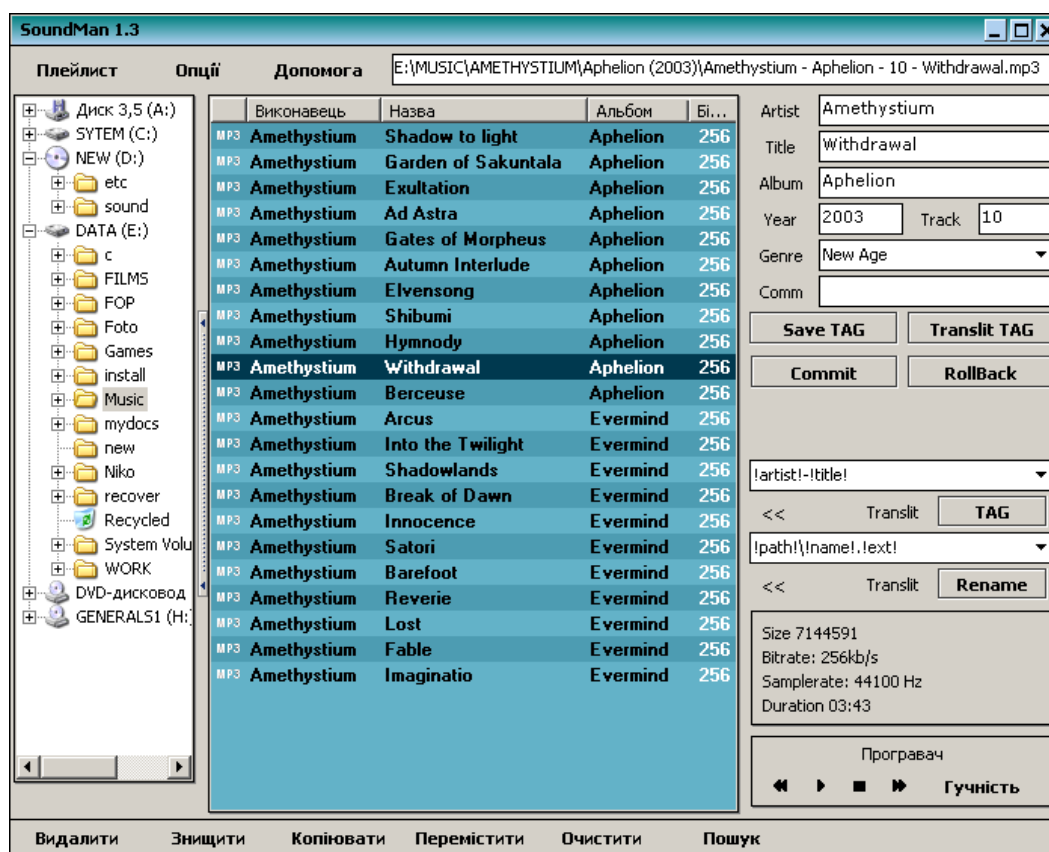 SoundMan 1.3
Плейлист Опції Допомога E:\MUSIC\AMETHYSTIUM\Aphelion (2003)\Amethystium - Aphelion - 10 - Withdrawal.mp3
Диск 3,5 (A:)
SYTEM (C:)
NEW (D:)
etc
sound
DATA (E:)
c
FILMS
FOP
Foto
Games
install
Music
mydocs
new
Niko
recover
Recycled
System Volu
WORK
DVD-дисковод
GENERALS1 (H:)
Виконавець Назва Альбом Бі...
MP3 Amethystium Shadow to light Aphelion 256
MP3 Amethystium Garden of Sakuntala Aphelion 256
MP3 Amethystium Exultation Aphelion 256
MP3 Amethystium Ad Astra Aphelion 256
MP3 Amethystium Gates of Morpheus Aphelion 256
MP3 Amethystium Autumn Interlude Aphelion 256
MP3 Amethystium Elvensong Aphelion 256
MP3 Amethystium Shibumi Aphelion 256
MP3 Amethystium Hymnody Aphelion 256
MP3 Amethystium Withdrawal Aphelion 256
MP3 Amethystium Berceuse Aphelion 256
MP3 Amethystium Arcus Evermind 256
MP3 Amethystium Into the Twilight Evermind 256
MP3 Amethystium Shadowlands Evermind 256
MP3 Amethystium Break of Dawn Evermind 256
MP3 Amethystium Innocence Evermind 256
MP3 Amethystium Satori Evermind 256
MP3 Amethystium Barefoot Evermind 256
MP3 Amethystium Reverie Evermind 256
MP3 Amethystium Lost Evermind 256
MP3 Amethystium Fable Evermind 256
MP3 Amethystium Imaginatio Evermind 256
Artist Amethystium
Title Withdrawal
Album Aphelion
Year 2003 Track 10
Genre New Age
Comm
Save TAG Translit TAG
Commit RollBack
!artist!-!title!
<< Translit TAG
!path!\!name!.!ext!
<< Translit Rename
Size 7144591
Bitrate: 256kb/s
Samplerate: 44100 Hz
Duration 03:43
Програвач
Гучність
Видалити Знищити Копіювати Перемістити Очистити Пошук